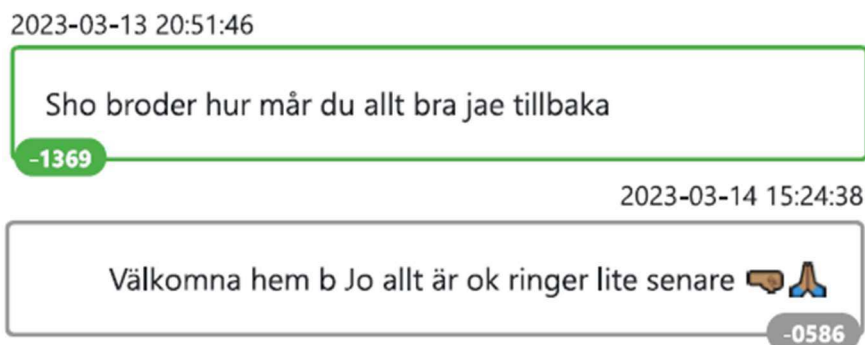 2023-03-13 20:51:46
Sho broder hur mår du allt bra jae tillbaka
-1369
2023-03-14 15:24:38
Välkomna hem b Jo allt är ok ringer lite senare 🤜🏾🙏🏾
-0586